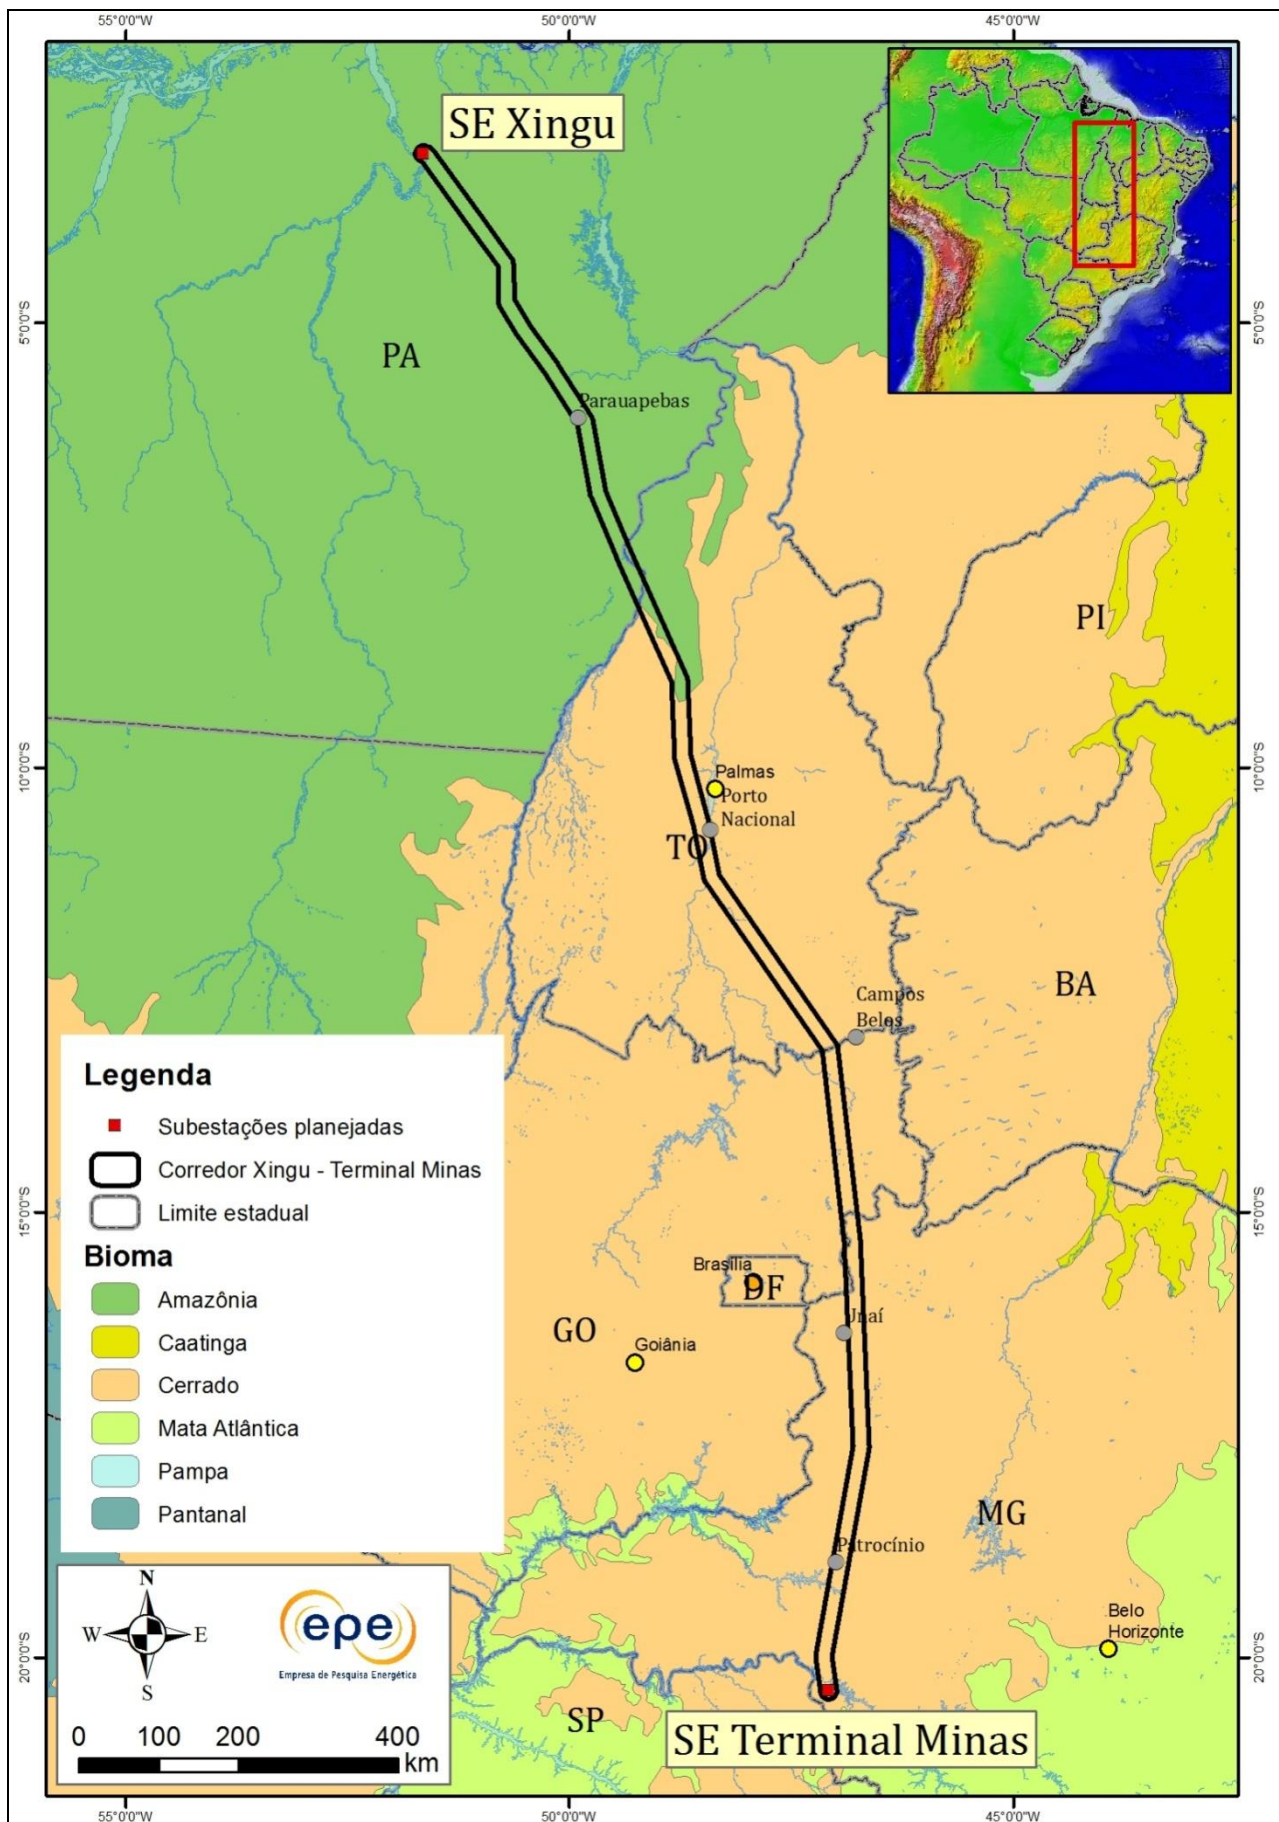 55°0'0"W
50°0'0"W
45°0'0"W
SE Xingu
5°0'0"S
5°0'0"S
PA
Parauapebas
PI
10°0'0"S
10°0'0"S
Palmas
Porto
Nacional
TO
Campos
Belos
BA
Legenda
Subestações planejadas
Corredor Xingu - Terminal Minas
Limite estadual
Bioma
Amazônia
Caatinga
Cerrado
Mata Atlântica
Pampa
Pantanal
15°0'0"S
15°0'0"S
Brasília
DF
Unaí
GO
Goiânia
MG
Patrocínio
Belo
Horizonte
N
W
E
S
epe
Empresa de Pesquisa Energética
0
100
200
400
km
20°0'0"S
20°0'0"S
SP
SE Terminal Minas
55°0'0"W
50°0'0"W
45°0'0"W